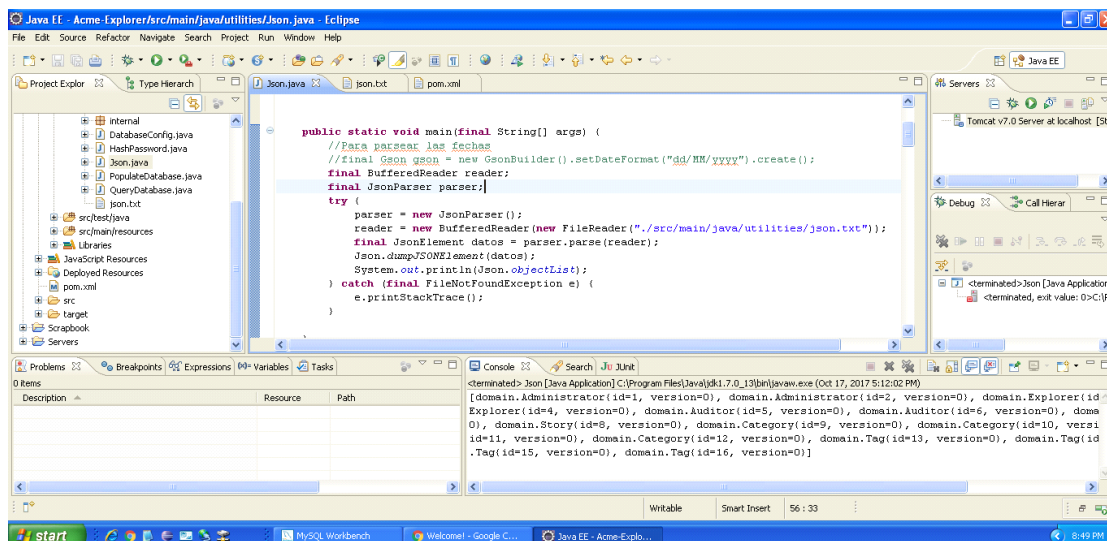 Java EE - Acme-Explorer/src/main/java/utilities/Json.java - Eclipse
File Edit Source Refactor Navigate Search Project Run Window Help
Java EE
Project Explor Type Hierarch
internal
DatabaseConfig.java
HashPassword.java
Json.java
PopulateDatabase.java
QueryDatabase.java
json.txt
src/test/java
src/main/resources
Libraries
JavaScript Resources
Deployed Resources
pom.xml
src
target
Scrapbook
Servers
Json.java json.txt pom.xml
public static void main(final String[] args) {
//Para parsear las fechas
//final Gson gson = new GsonBuilder().setDateFormat("dd/MM/yyyy").create();
final BufferedReader reader;
final JsonParser parser;
try {
parser = new JsonParser();
reader = new BufferedReader(new FileReader("./src/main/java/utilities/json.txt"));
final JsonElement datos = parser.parse(reader);
Json.dumpJSONElement(datos);
System.out.println(Json.objectList);
} catch (final FileNotFoundException e) {
e.printStackTrace();
}
Servers
Tomcat v7.0 Server at localhost [St
Debug Call Hierar
<terminated>Json [Java Application
<terminated, exit value: 0>C:\P
Problems Breakpoints Expressions Variables Tasks
0 items
Description Resource Path
Console Search JUnit
<terminated> Json [Java Application] C:\Program Files\Java\jdk1.7.0_13\bin\javaw.exe (Oct 17, 2017 5:12:02 PM)
[domain.Administrator{id=1, version=0}, domain.Administrator{id=2, version=0}, domain.Explorer{id
Explorer{id=4, version=0}, domain.Auditor{id=5, version=0}, domain.Auditor{id=6, version=0}, doma
0}, domain.Story{id=8, version=0}, domain.Category{id=9, version=0}, domain.Category{id=10, versi
id=11, version=0}, domain.Category{id=12, version=0}, domain.Tag{id=13, version=0}, domain.Tag{id
.Tag{id=15, version=0}, domain.Tag{id=16, version=0}]
Writable Smart Insert 56 : 33
start MySQL Workbench Welcome! - Google C... Java EE - Acme-Explo... 8:49 PM